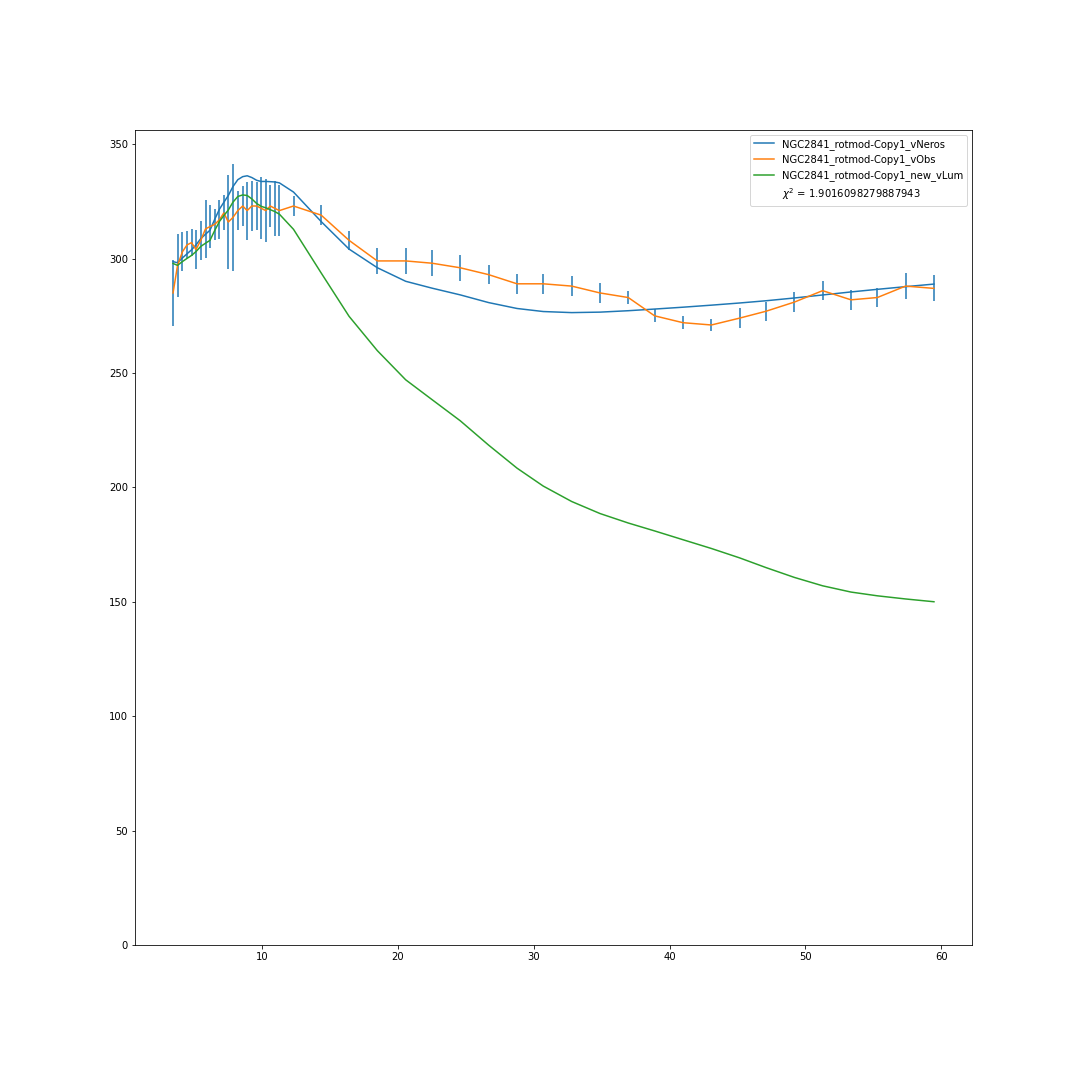 350
300
250
200
150
100
50
0
10 20 30 40 50 60
NGC2841_rotmod-Copy1_vNeros
NGC2841_rotmod-Copy1_vObs
NGC2841_rotmod-Copy1_new_vLum
χ² = 1.9016098279887943